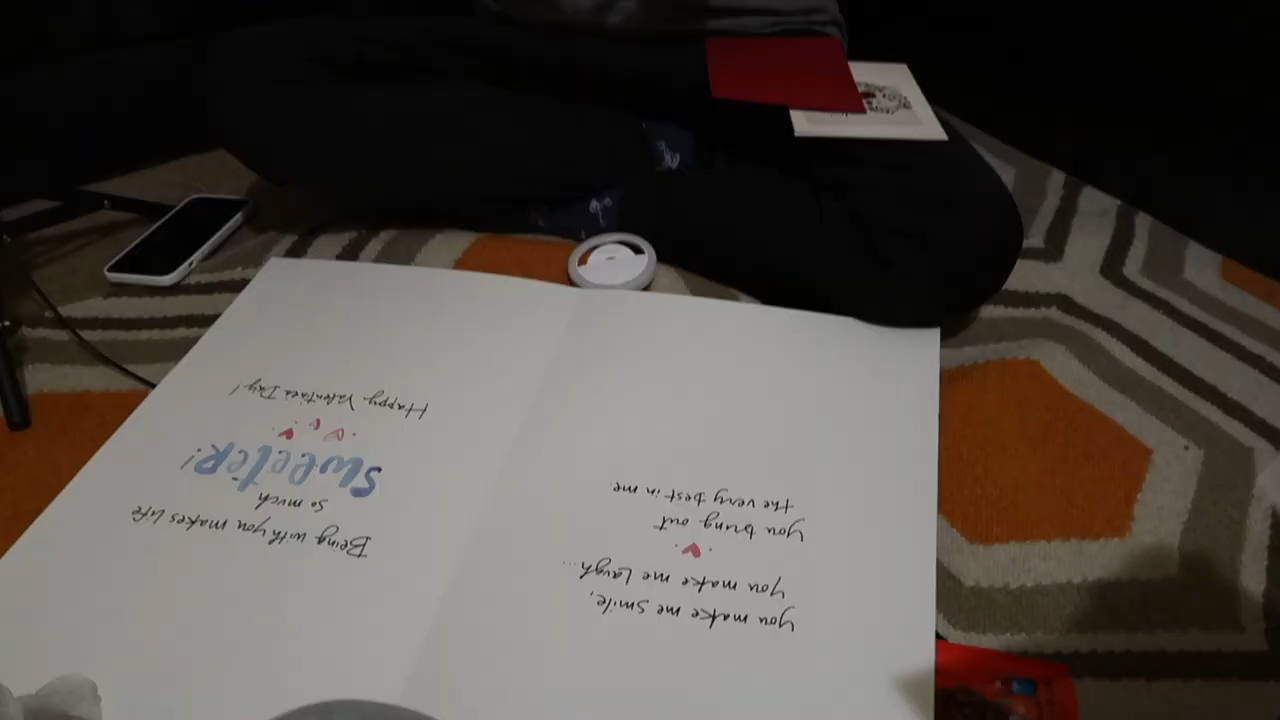 You make me smile,
You make me laugh...
You bring out
the very best in me.
Being with you makes life
so much
SweeteR!
Happy Valentine's Day!